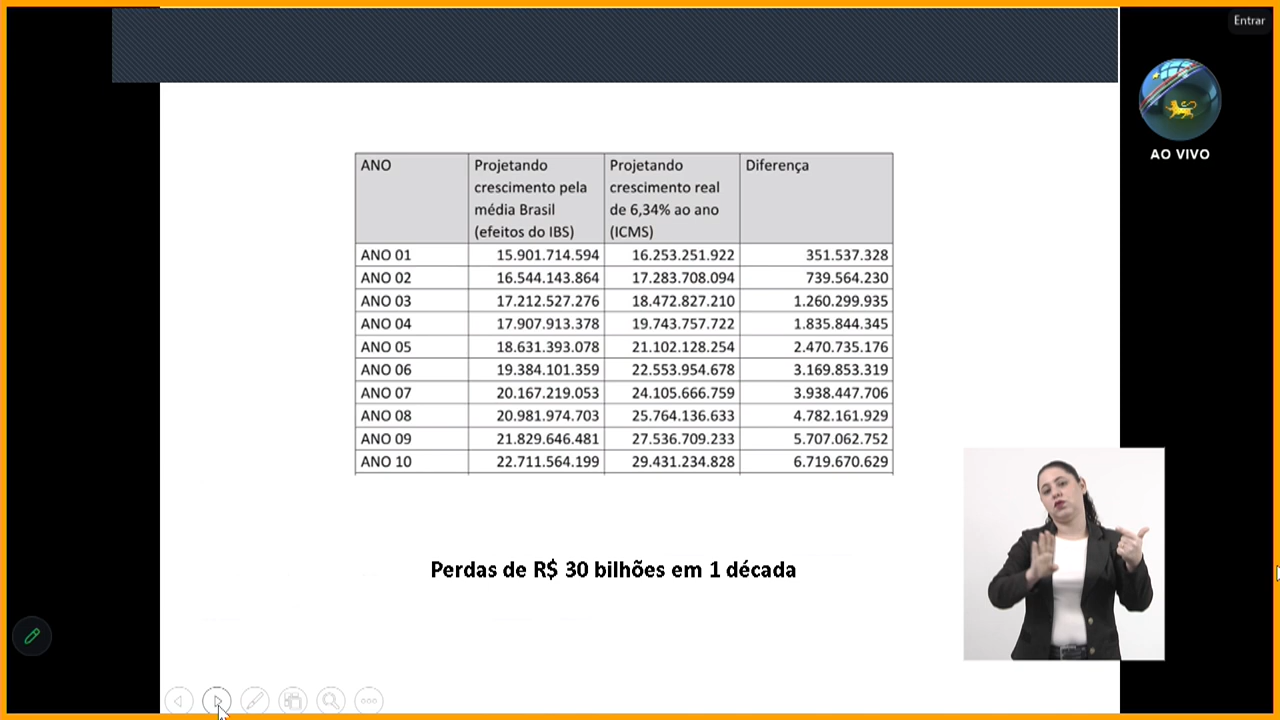 Entrar
AO VIVO
ANO Projetando crescimento pela média Brasil (efeitos do IBS) Projetando crescimento real de 6,34% ao ano (ICMS) Diferença
ANO 01 15.901.714.594 16.253.251.922 351.537.328
ANO 02 16.544.143.864 17.283.708.094 739.564.230
ANO 03 17.212.527.276 18.472.827.210 1.260.299.935
ANO 04 17.907.913.378 19.743.757.722 1.835.844.345
ANO 05 18.631.393.078 21.102.128.254 2.470.735.176
ANO 06 19.384.101.359 22.553.954.678 3.169.853.319
ANO 07 20.167.219.053 24.105.666.759 3.938.447.706
ANO 08 20.981.974.703 25.764.136.633 4.782.161.929
ANO 09 21.829.646.481 27.536.709.233 5.707.062.752
ANO 10 22.711.564.199 29.431.234.828 6.719.670.629
Perdas de R$ 30 bilhões em 1 década